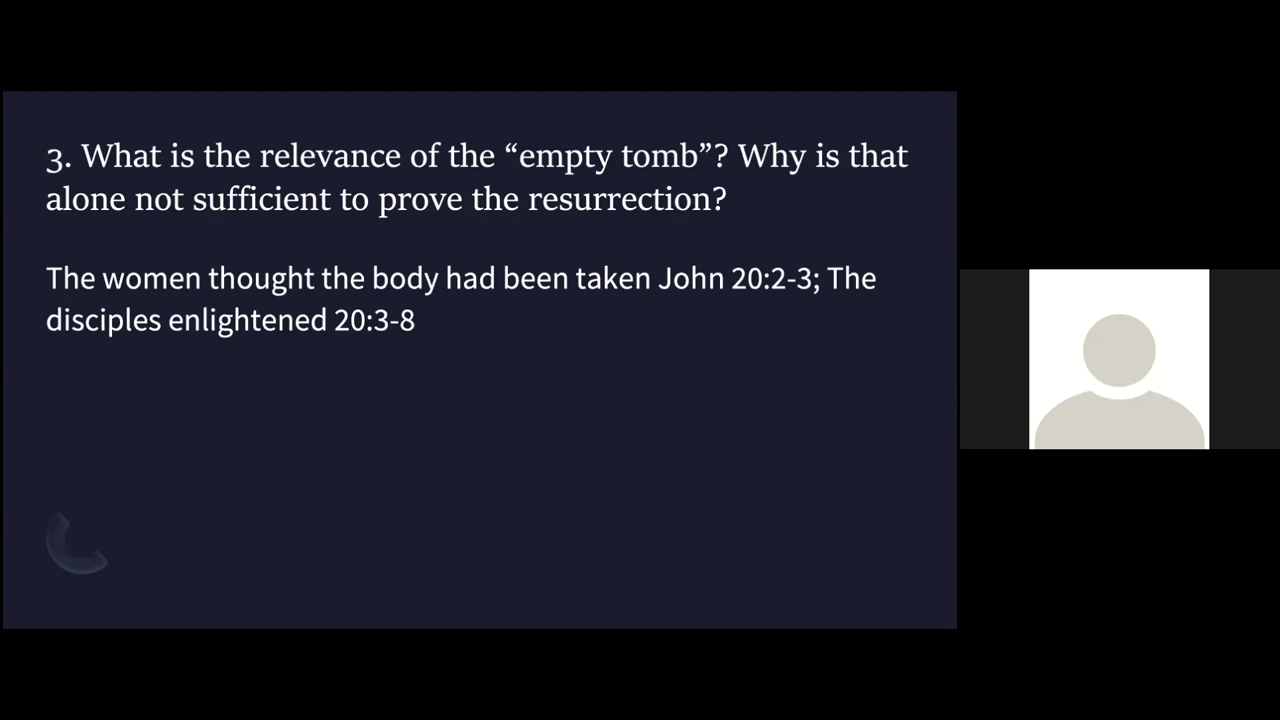 3. What is the relevance of the “empty tomb”? Why is that
alone not sufficient to prove the resurrection?
The women thought the body had been taken John 20:2-3; The
disciples enlightened 20:3-8